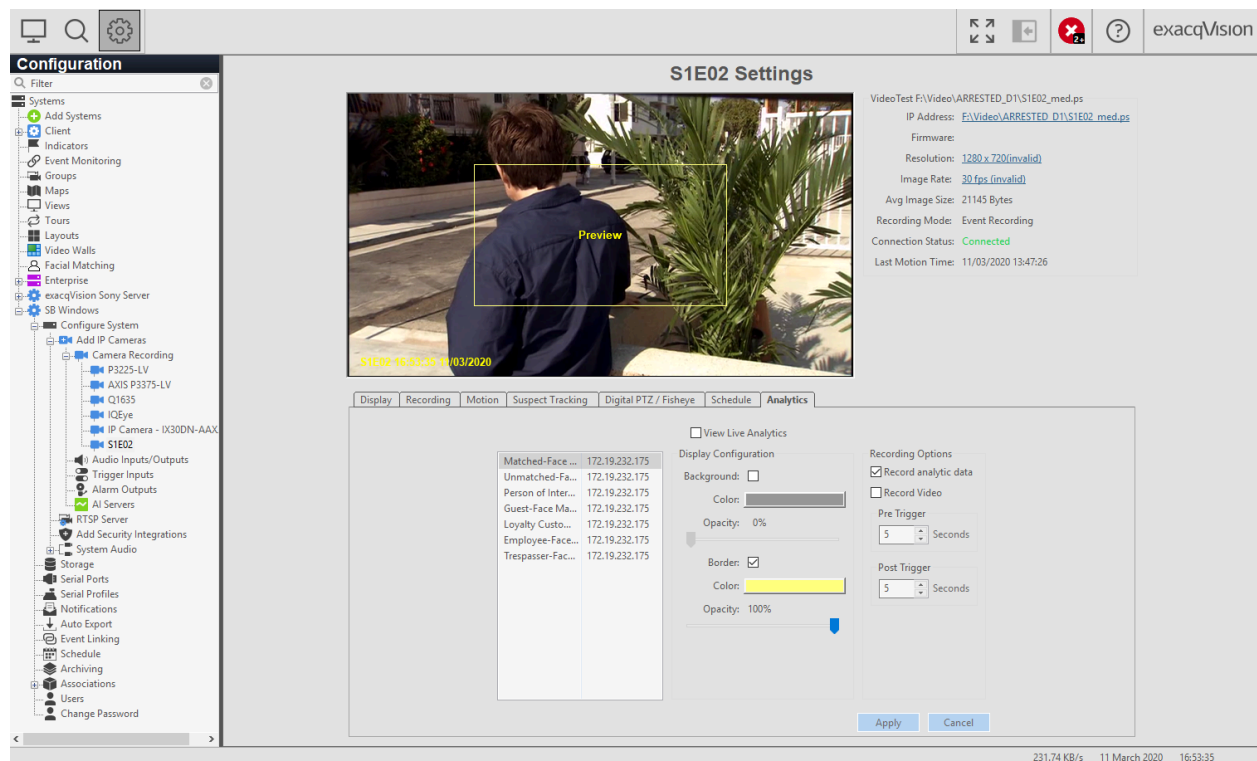 exacqVision
Configuration
Filter
Systems
Add Systems
Client
Indicators
Event Monitoring
Groups
Maps
Views
Tours
Layouts
Video Walls
Facial Matching
Enterprise
exacqVision Sony Server
SB Windows
Configure System
Add IP Cameras
Camera Recording
P3225-LV
AXIS P3375-LV
Q1635
IQEye
IP Camera - IX30DN-AAX
S1E02
Audio Inputs/Outputs
Trigger Inputs
Alarm Outputs
AI Servers
RTSP Server
Add Security Integrations
System Audio
Storage
Serial Ports
Serial Profiles
Notifications
Auto Export
Event Linking
Schedule
Archiving
Associations
Users
Change Password
S1E02 Settings
Preview
/03/2020
VideoTest F:\Video\ARRESTED_D1\S1E02_med.ps
IP Address: F:\Video\ARRESTED_D1\S1E02_med.ps
Firmware:
Resolution: 1280 x 720(invalid)
Image Rate: 30 fps (invalid)
Avg Image Size: 21145 Bytes
Recording Mode: Event Recording
Connection Status: Connected
Last Motion Time: 11/03/2020 13:47:26
Display Recording Motion Suspect Tracking Digital PTZ / Fisheye Schedule Analytics
View Live Analytics
Matched-Face ... 172.19.232.175
Unmatched-Fa... 172.19.232.175
Person of Inter... 172.19.232.175
Guest-Face Ma... 172.19.232.175
Loyalty Custo... 172.19.232.175
Employee-Face... 172.19.232.175
Trespasser-Fac... 172.19.232.175
Display Configuration
Background:
Color:
Opacity: 0%
Border:
Color:
Opacity: 100%
Recording Options
Record analytic data
Record Video
Pre Trigger
5 Seconds
Post Trigger
5 Seconds
Apply Cancel
231.74 KB/s 11 March 2020 16:53:35